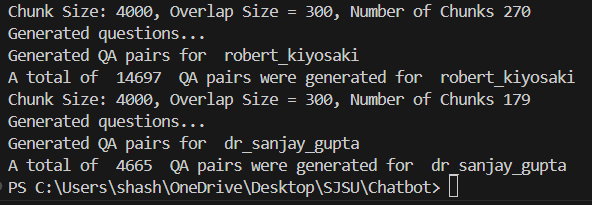 Chunk Size: 4000, Overlap Size = 300, Number of Chunks 270
Generated questions...
Generated QA pairs for  robert_kiyosaki
A total of  14697  QA pairs were generated for  robert_kiyosaki
Chunk Size: 4000, Overlap Size = 300, Number of Chunks 179
Generated questions...
Generated QA pairs for  dr_sanjay_gupta
A total of  4665  QA pairs were generated for  dr_sanjay_gupta
PS C:\Users\shash\OneDrive\Desktop\SJSU\Chatbot>